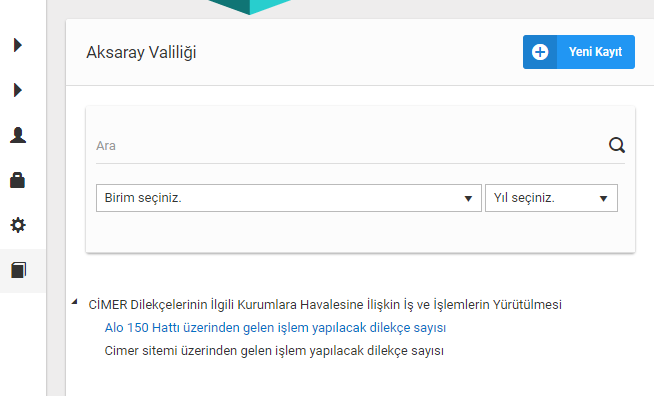 Aksaray Valiliği
Yeni Kayıt
Ara
Birim seçiniz.
Yıl seçiniz.
CİMER Dilekçelerinin İlgili Kurumlara Havalesine İlişkin İş ve İşlemlerin Yürütülmesi
Alo 150 Hattı üzerinden gelen işlem yapılacak dilekçe sayısı
Cimer sitemi üzerinden gelen işlem yapılacak dilekçe sayısı